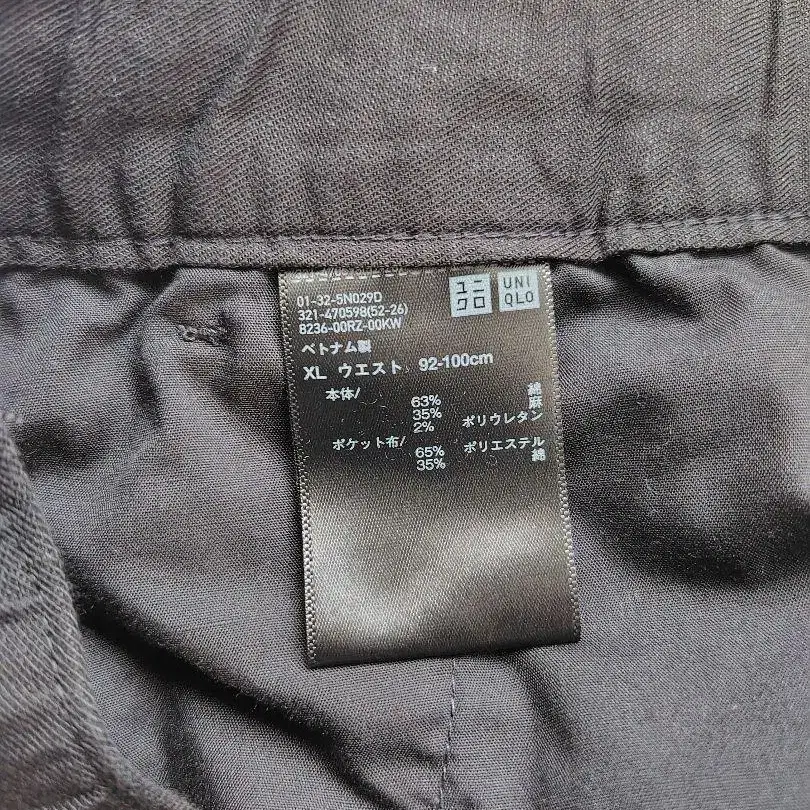 01-32-5N029D
321-470598(52-26)
8236-00RZ-00KW
ユニ
クロ
UNI
QLO
ベトナム製
XL ウエスト 92-100cm
本体/
63% 綿
35% 麻
2% ポリウレタン
ポケット布/
65% ポリエステル
35% 綿